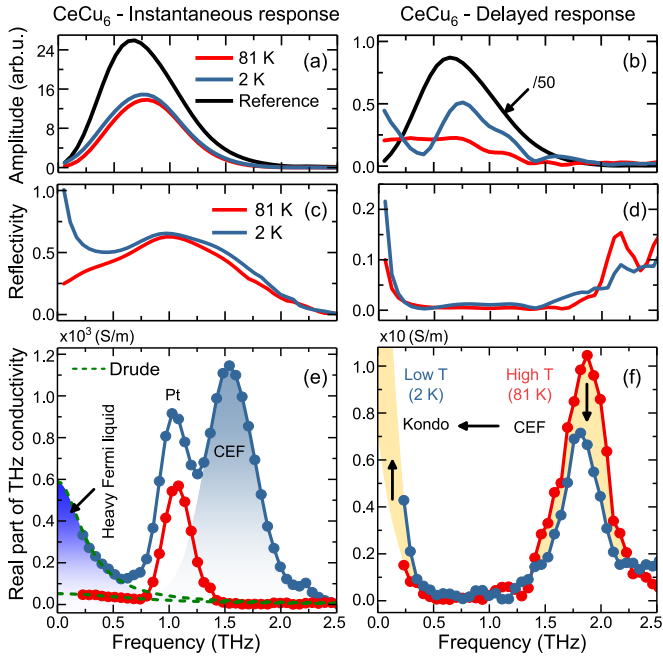 CeCu6 - Instantaneous response
CeCu6 - Delayed response
Amplitude (arb.u.)
24
16
8
0
(a)
81 K
2 K
Reference
1.0
0.5
0.0
(b)
/50
Reflectivity
1.0
0.5
0.0
(c)
81 K
2 K
0.2
0.1
0.0
(d)
x10³ (S/m)
Real part of THz conductivity
1.2
1.0
0.8
0.6
0.4
0.2
0.0
(e)
Drude
Pt
Heavy Fermi liquid
CEF
0.0 0.5 1.0 1.5 2.0 2.5
Frequency (THz)
x10 (S/m)
1.0
0.8
0.6
0.4
0.2
0.0
(f)
Low T
(2 K)
High T
(81 K)
Kondo
CEF
0.0 0.5 1.0 1.5 2.0 2.5
Frequency (THz)